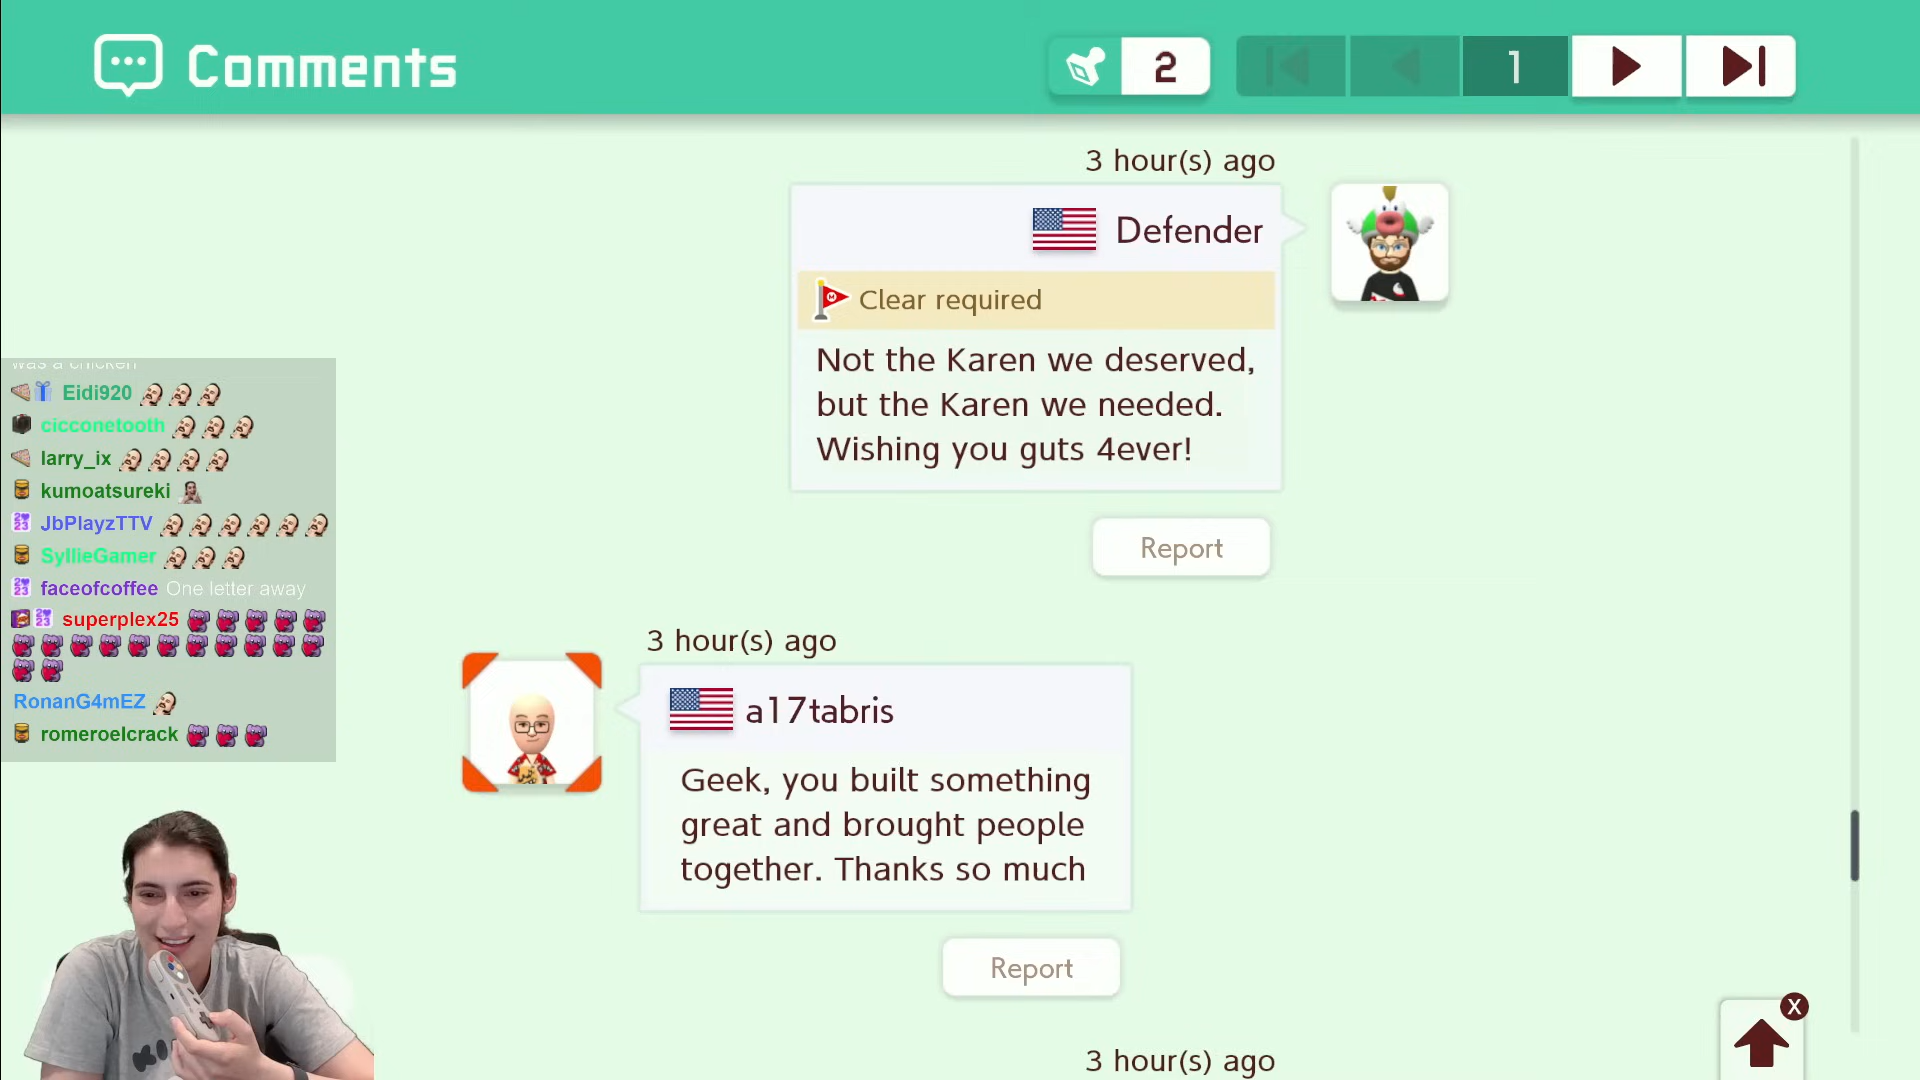 Comments
2
1
3 hour(s) ago
Defender
Clear required
Not the Karen we deserved,
but the Karen we needed.
Wishing you guts 4ever!
Report
was a chicken
Eidi920
cicconetooth
larry_ix
kumoatsureki
JbPlayzTTV
SyllieGamer
faceofcoffee One letter away
superplex25
RonanG4mEZ
romeroelcrack
3 hour(s) ago
a17tabris
Geek, you built something
great and brought people
together. Thanks so much
Report
X
3 hour(s) ago